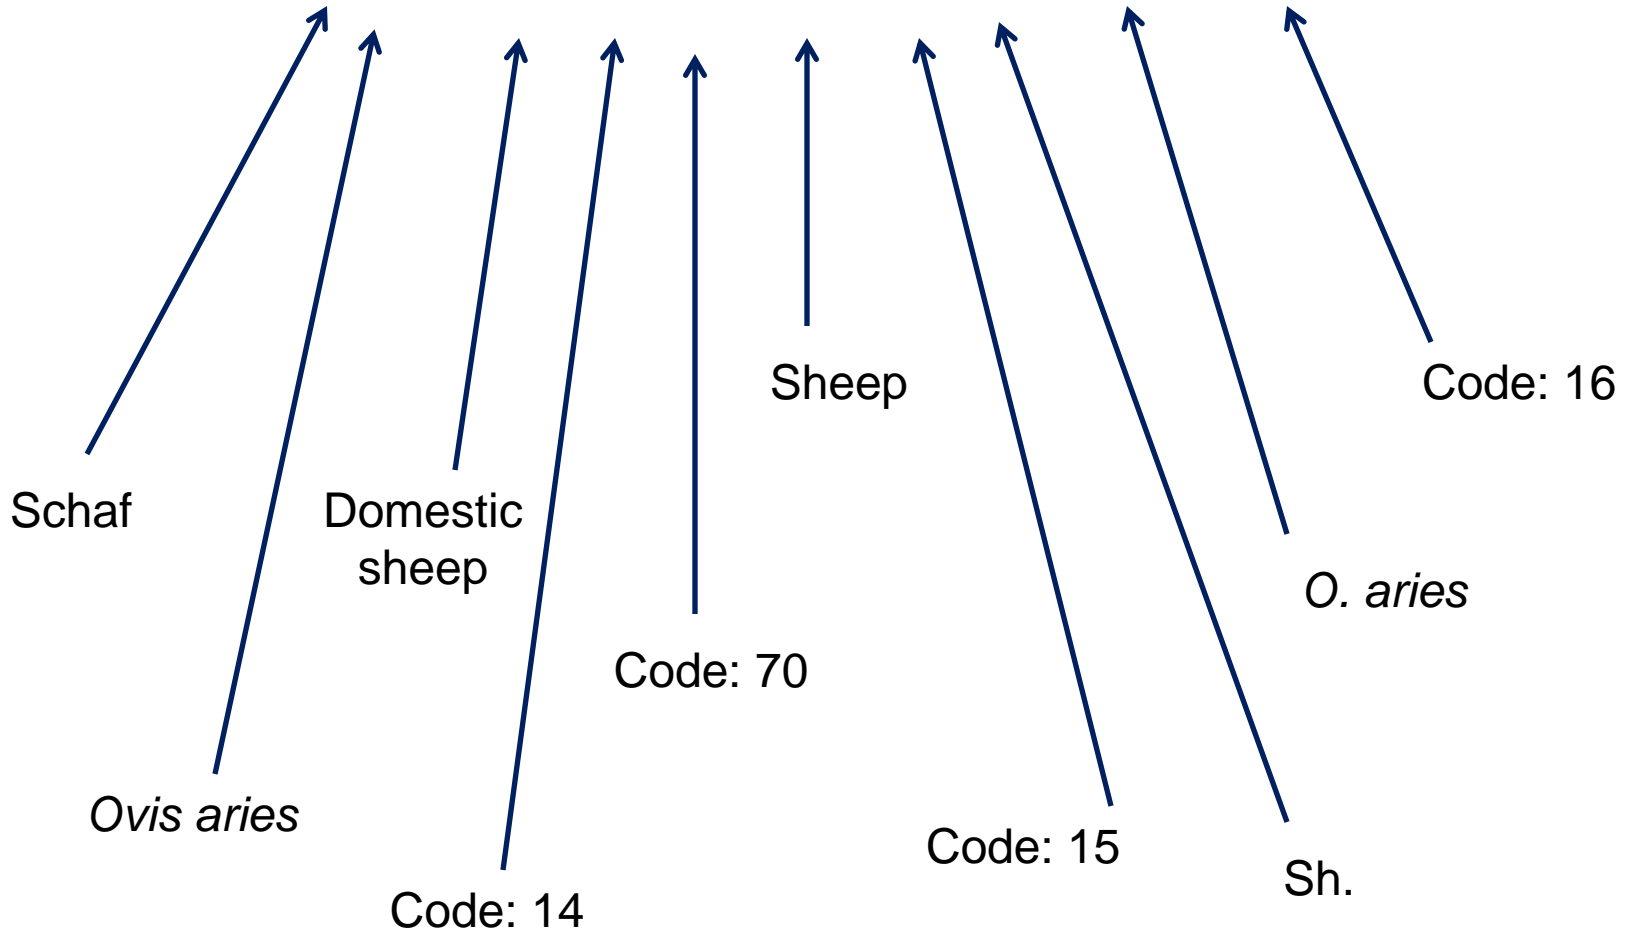 Sheep
Code: 16
Schaf
Domestic
sheep
O. aries
Code: 70
Ovis aries
Code: 15
Sh.
Code: 14